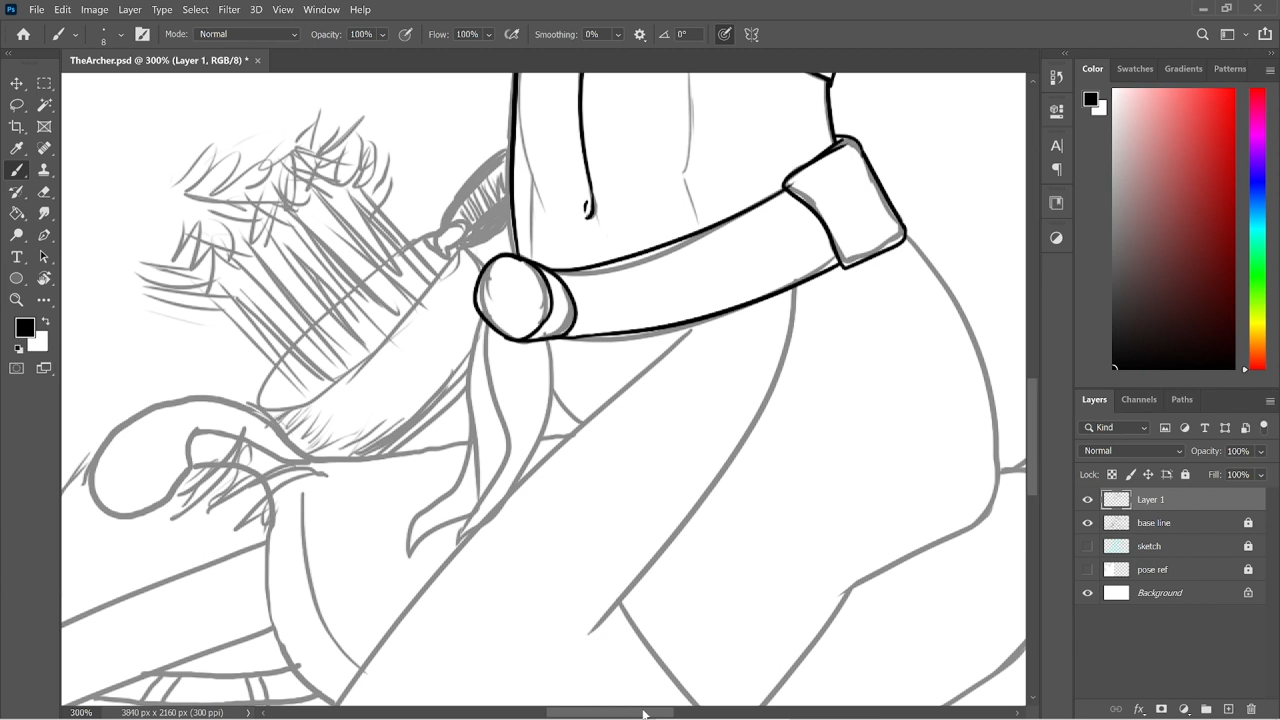 Ps File Edit Image Layer Type Select Filter 3D View Window Help
8 Mode: Normal Opacity: 100% Flow: 100% Smoothing: 0% 0°
TheArcher.psd @ 300% (Layer 1, RGB/8) * ×
Color Swatches Gradients Patterns
Layers Channels Paths
Kind
Normal Opacity: 100%
Lock: Fill: 100%
Layer 1
base line
sketch
pose ref
Background
300% 3840 px x 2160 px (300 ppi)